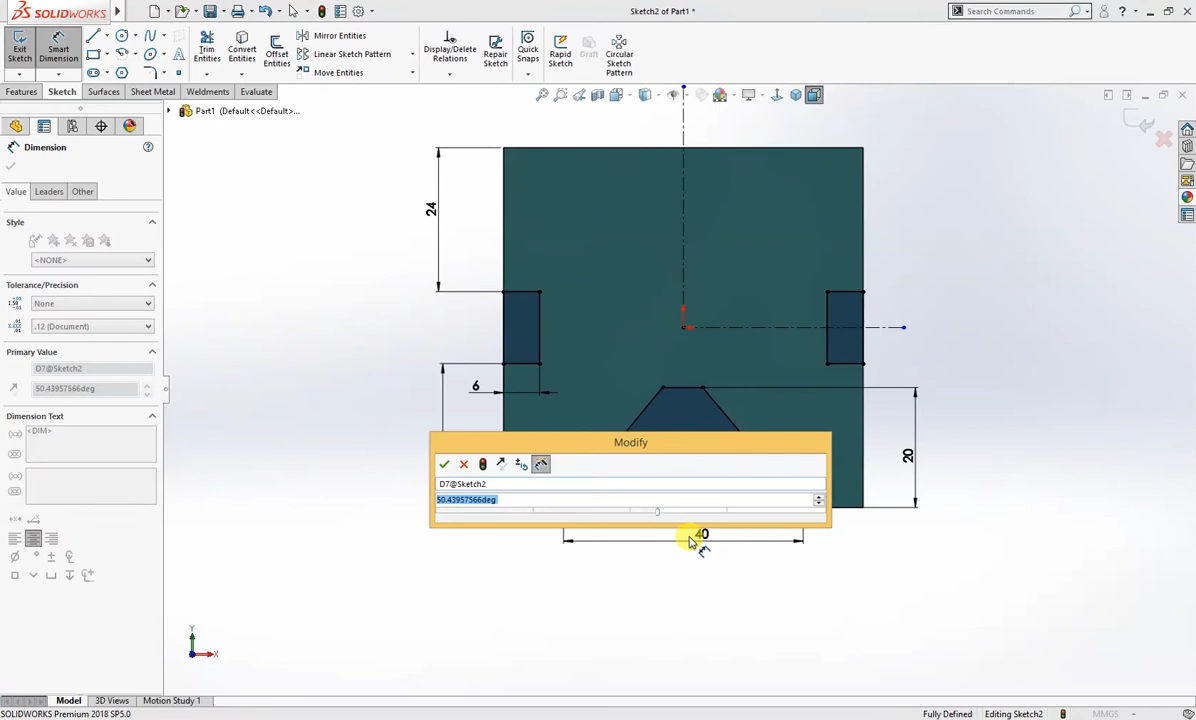 SOLIDWORKS
Sketch2 of Part1 *
Search Commands
Exit Sketch
Smart Dimension
Trim Entities
Convert Entities
Offset Entities
Mirror Entities
Linear Sketch Pattern
Move Entities
Display/Delete Relations
Repair Sketch
Quick Snaps
Rapid Sketch
Draft
Circular Sketch Pattern
Features
Sketch
Surfaces
Sheet Metal
Weldments
Evaluate
Part1 (Default<<Default>...
Dimension
Value
Leaders
Other
Style
<NONE>
Tolerance/Precision
None
.12 (Document)
Primary Value
D7@Sketch2
50.43957566deg
Dimension Text
<DIM>
24
6
20
Modify
D7@Sketch2
50.43957566deg
40
Y
X
Model
3D Views
Motion Study 1
SOLIDWORKS Premium 2018 SP5.0
Fully Defined
Editing Sketch2
MMGS